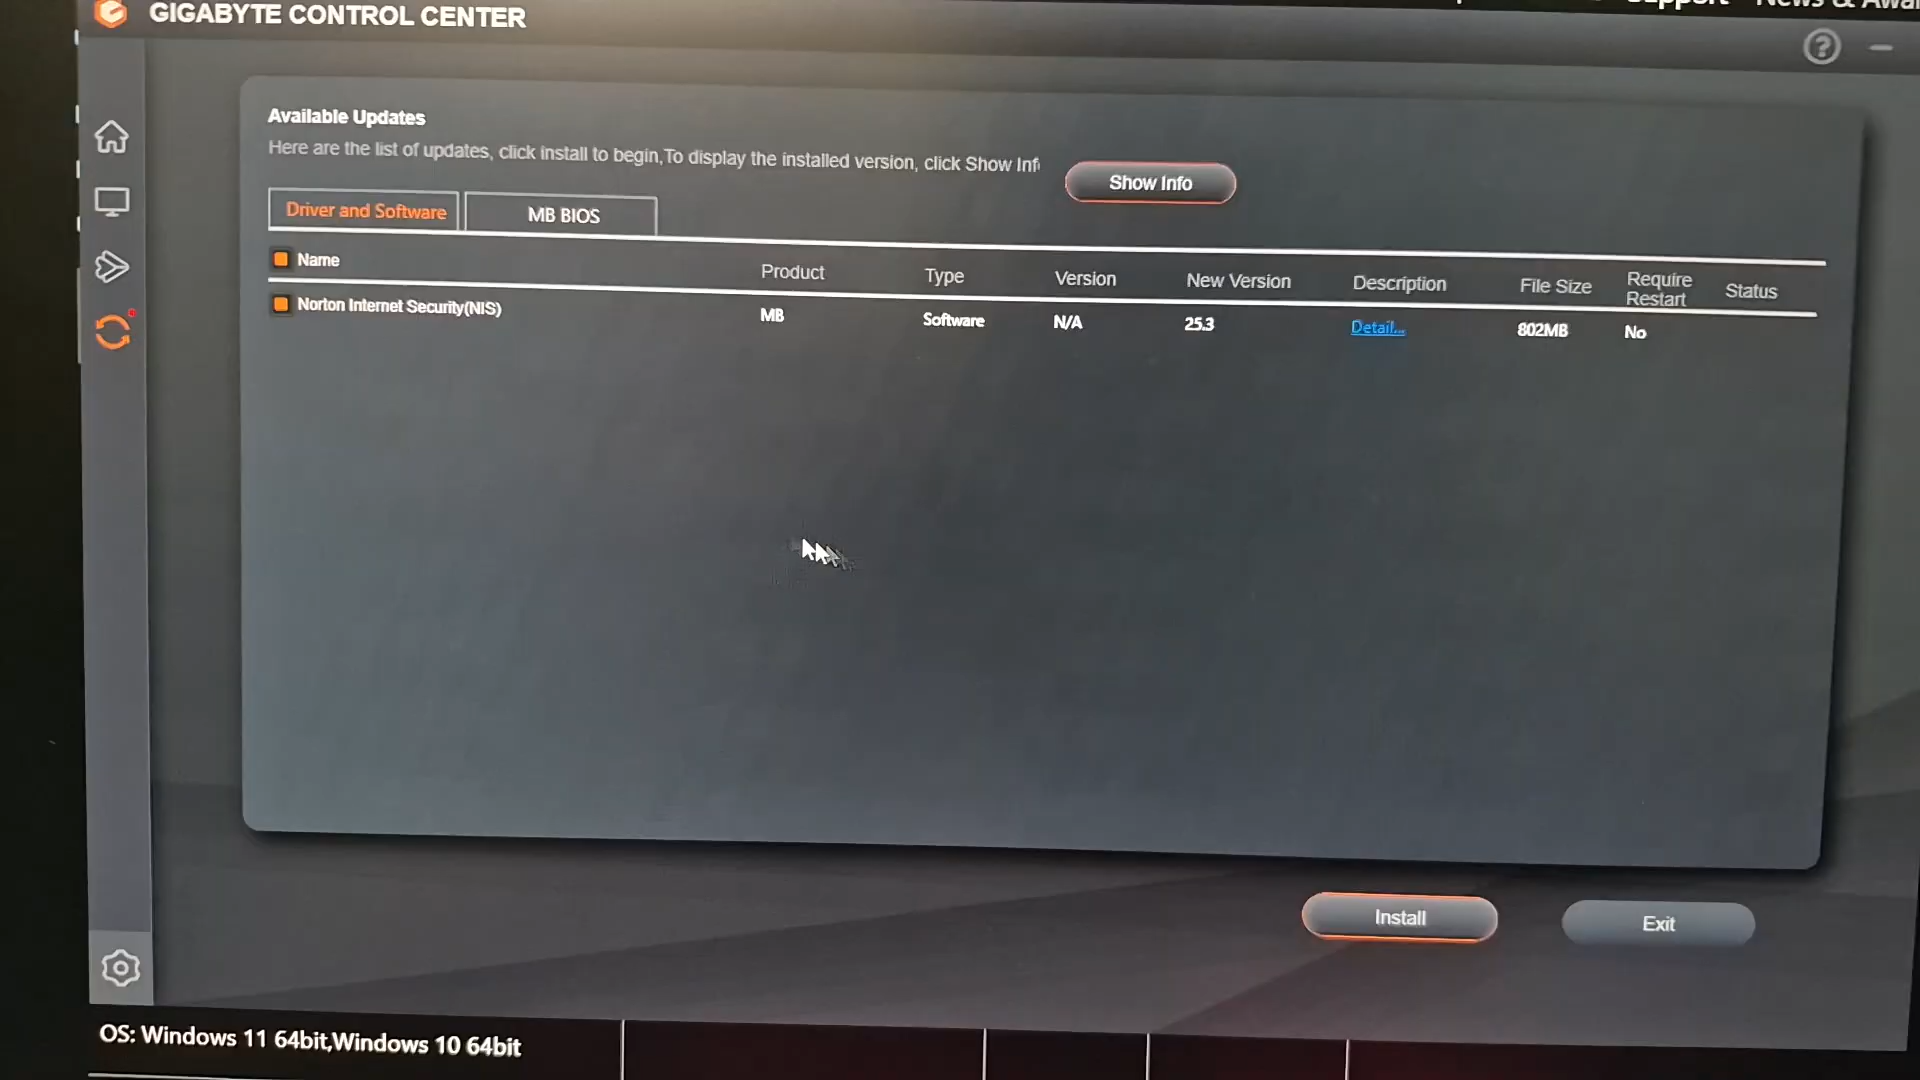 GIGABYTE CONTROL CENTER
Available Updates
Here are the list of updates, click install to begin,To display the installed version, click Show Inf
Show Info
Driver and Software
MB BIOS
Name Product Type Version New Version Description File Size Require Restart Status
Norton Internet Security(NIS) MB Software N/A 25.3 Detail... 802MB No
Install
Exit
OS: Windows 11 64bit,Windows 10 64bit